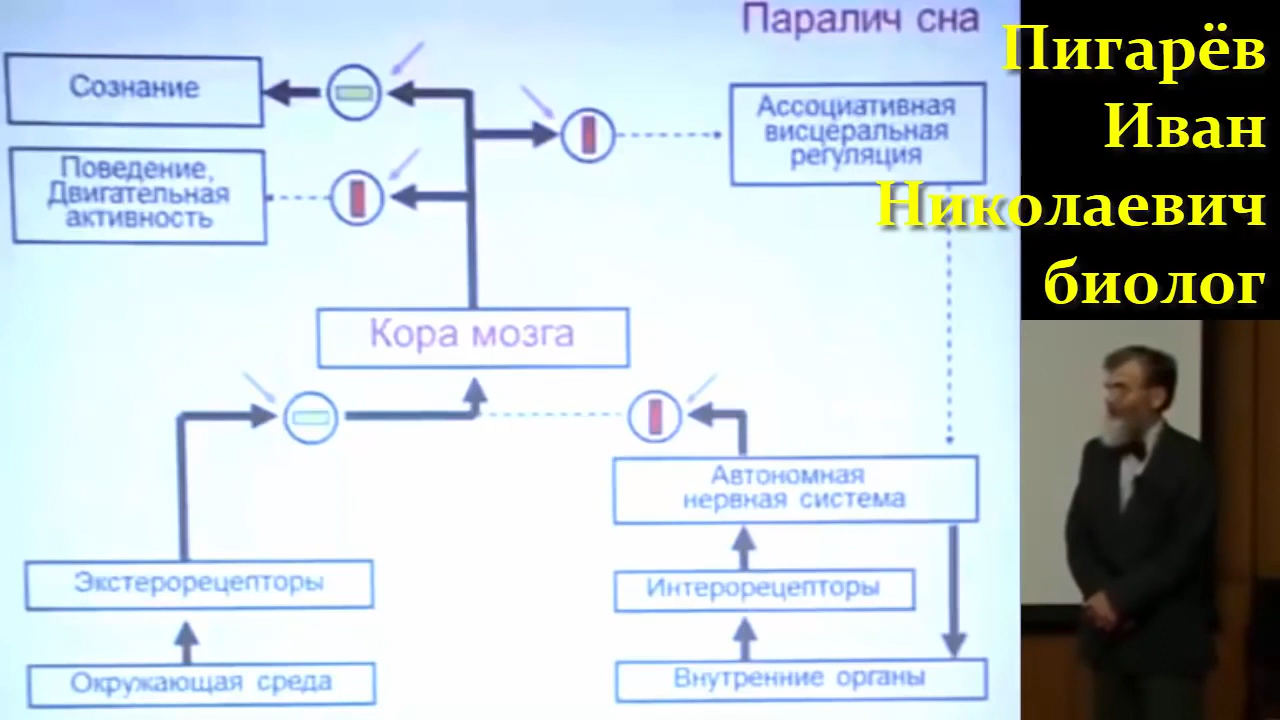 Паралич сна
Сознание
Ассоциативная
висцеральная
регуляция
Поведение,
Двигательная
активность
Кора мозга
Автономная
нервная система
Экстерорецепторы
Интерорецепторы
Окружающая среда
Внутренние органы
Пигарёв
Иван
Николаевич
биолог